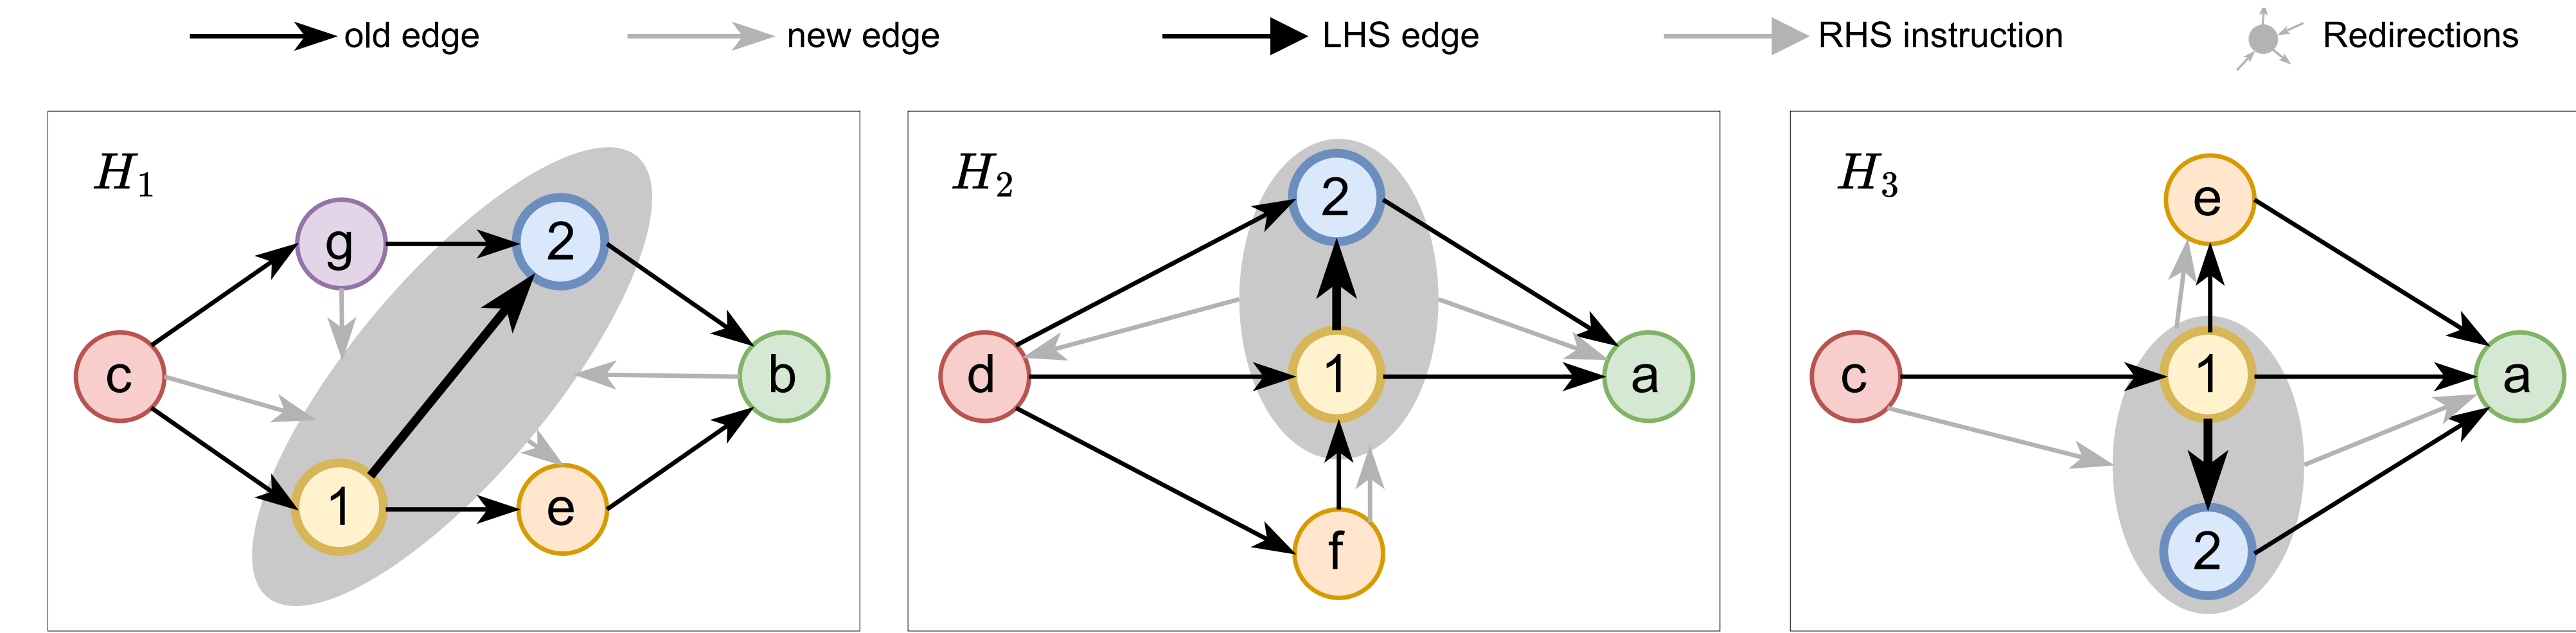 old edge new edge LHS edge RHS instruction Redirections
H1 H2 H3
2 e
g 2
c b d 1 a c 1 a
1 e f 2